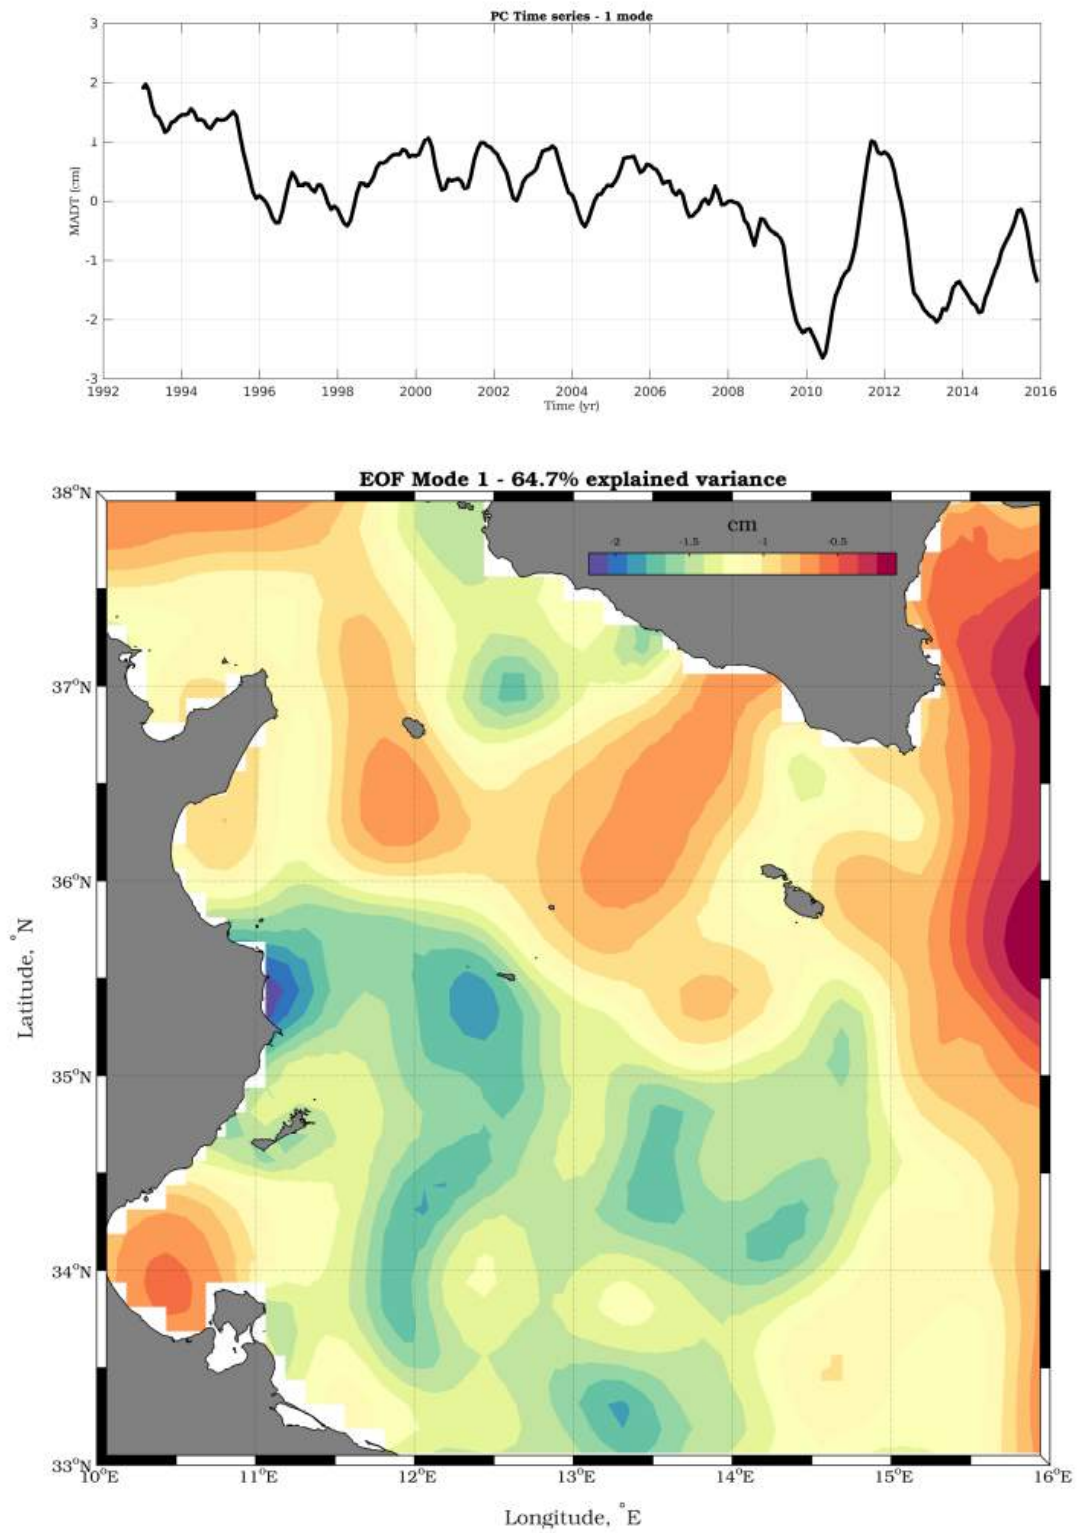 PC Time series - 1 mode
3
2
1
0
-1
-2
-3
MADT (cm)
1992 1994 1996 1998 2000 2002 2004 2006 2008 2010 2012 2014 2016
Time (yr)
EOF Mode 1 - 64.7% explained variance
cm
-2 -1.5 -1 -0.5
38°N
37°N
36°N
35°N
34°N
33°N
Latitude, °N
10°E 11°E 12°E 13°E 14°E 15°E 16°E
Longitude, °E